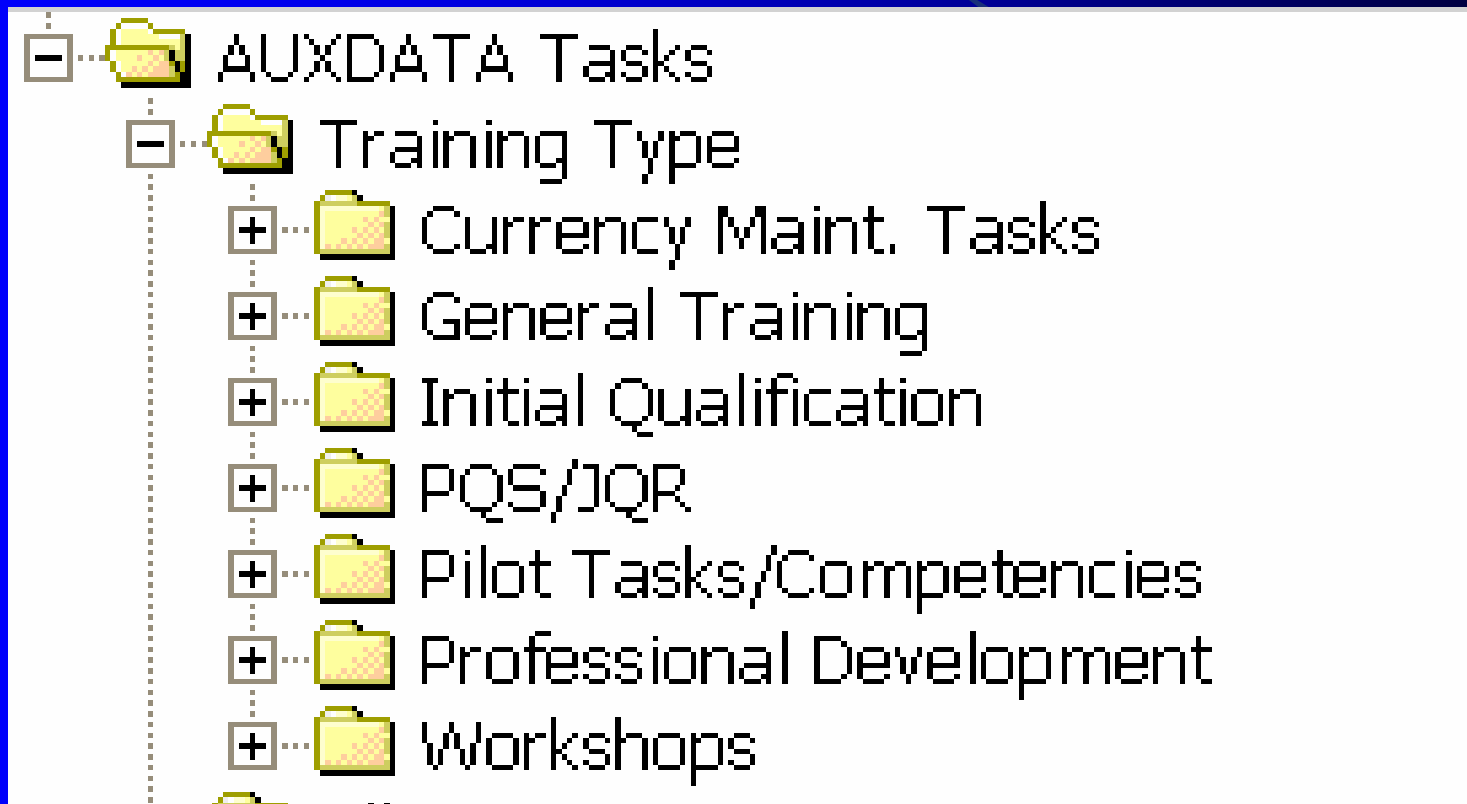 AUXDATA Tasks
Training Type
Currency Maint. Tasks
General Training
Initial Qualification
PQS/JQR
Pilot Tasks/Competencies
Professional Development
Workshops